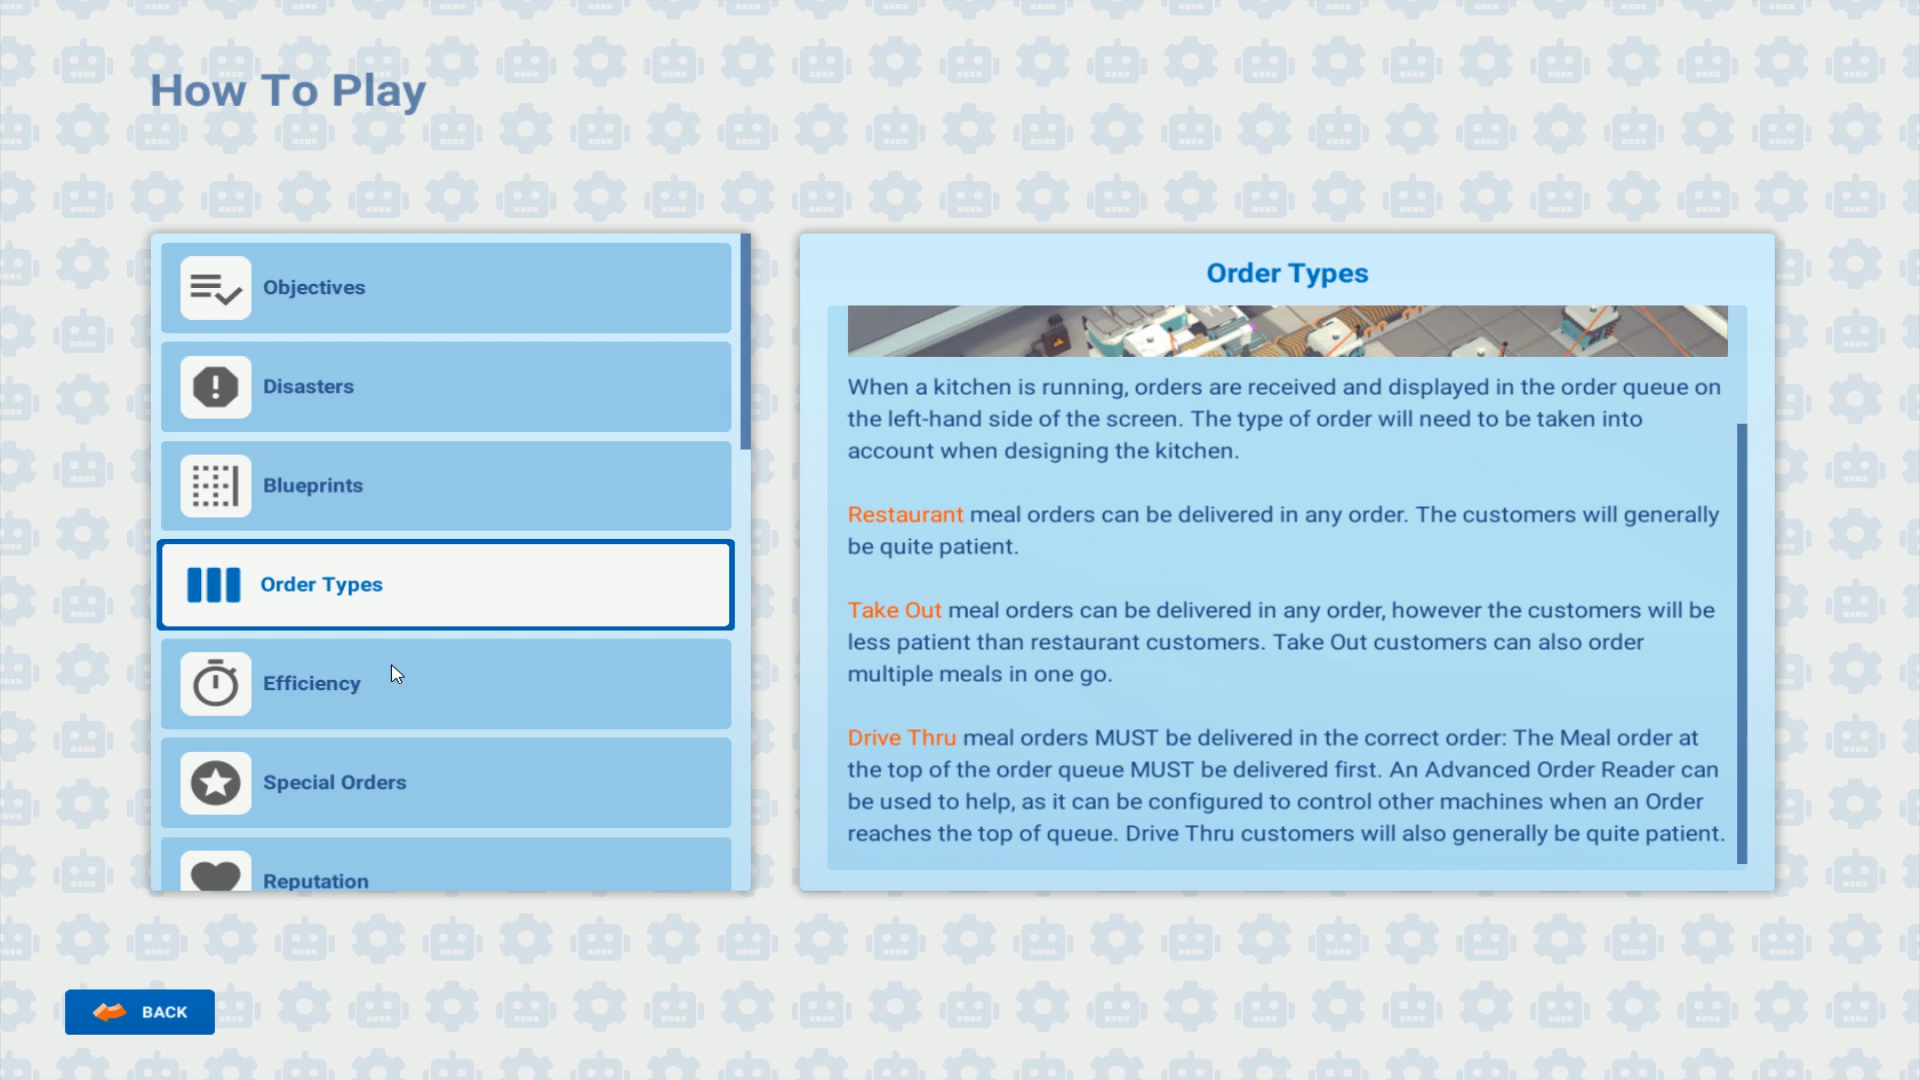 How To Play
Objectives
Disasters
Blueprints
Order Types
Efficiency
Special Orders
Reputation
Order Types
When a kitchen is running, orders are received and displayed in the order queue on
the left-hand side of the screen. The type of order will need to be taken into
account when designing the kitchen.
Restaurant meal orders can be delivered in any order. The customers will generally
be quite patient.
Take Out meal orders can be delivered in any order, however the customers will be
less patient than restaurant customers. Take Out customers can also order
multiple meals in one go.
Drive Thru meal orders MUST be delivered in the correct order: The Meal order at
the top of the order queue MUST be delivered first. An Advanced Order Reader can
be used to help, as it can be configured to control other machines when an Order
reaches the top of queue. Drive Thru customers will also generally be quite patient.
BACK